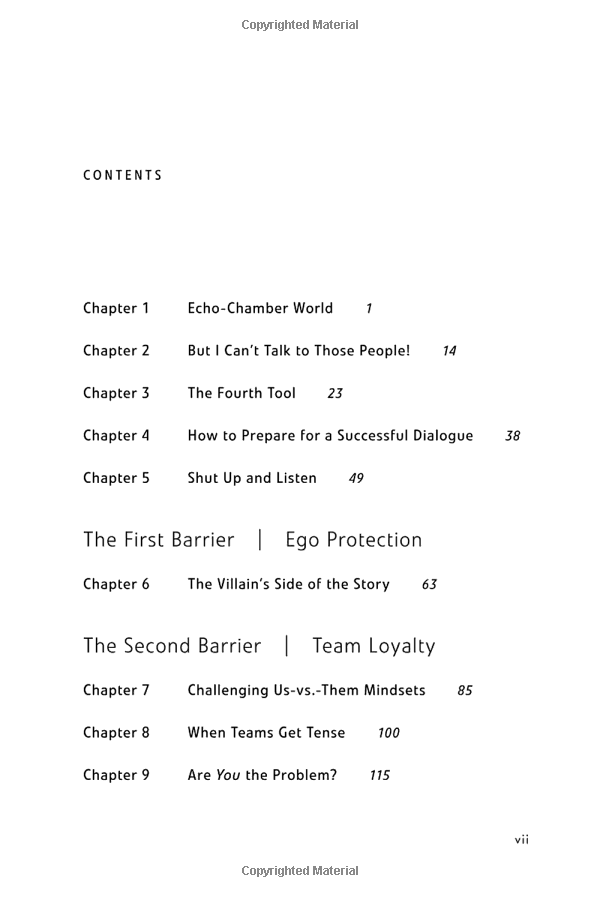 Copyrighted Material
CONTENTS
Chapter 1 Echo-Chamber World 1
Chapter 2 But I Can't Talk to Those People! 14
Chapter 3 The Fourth Tool 23
Chapter 4 How to Prepare for a Successful Dialogue 38
Chapter 5 Shut Up and Listen 49
The First Barrier | Ego Protection
Chapter 6 The Villain's Side of the Story 63
The Second Barrier | Team Loyalty
Chapter 7 Challenging Us-vs.-Them Mindsets 85
Chapter 8 When Teams Get Tense 100
Chapter 9 Are You the Problem? 115
vii
Copyrighted Material